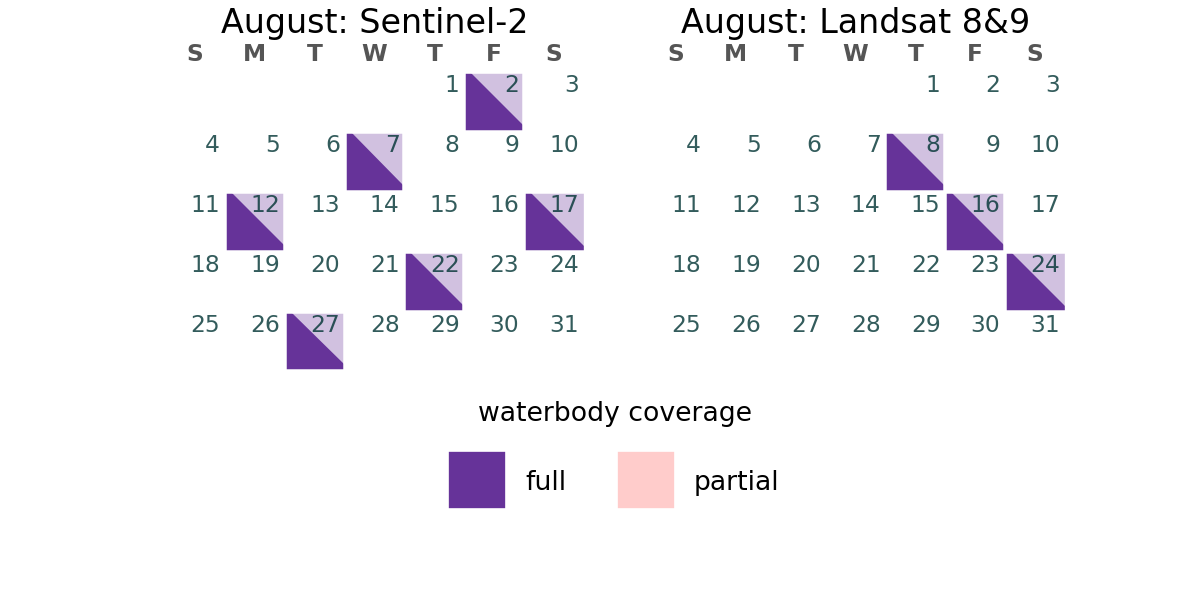 August: Sentinel-2
S M T W T F S
1 2 3
4 5 6 7 8 9 10
11 12 13 14 15 16 17
18 19 20 21 22 23 24
25 26 27 28 29 30 31
August: Landsat 8&9
S M T W T F S
1 2 3
4 5 6 7 8 9 10
11 12 13 14 15 16 17
18 19 20 21 22 23 24
25 26 27 28 29 30 31
waterbody coverage
full partial